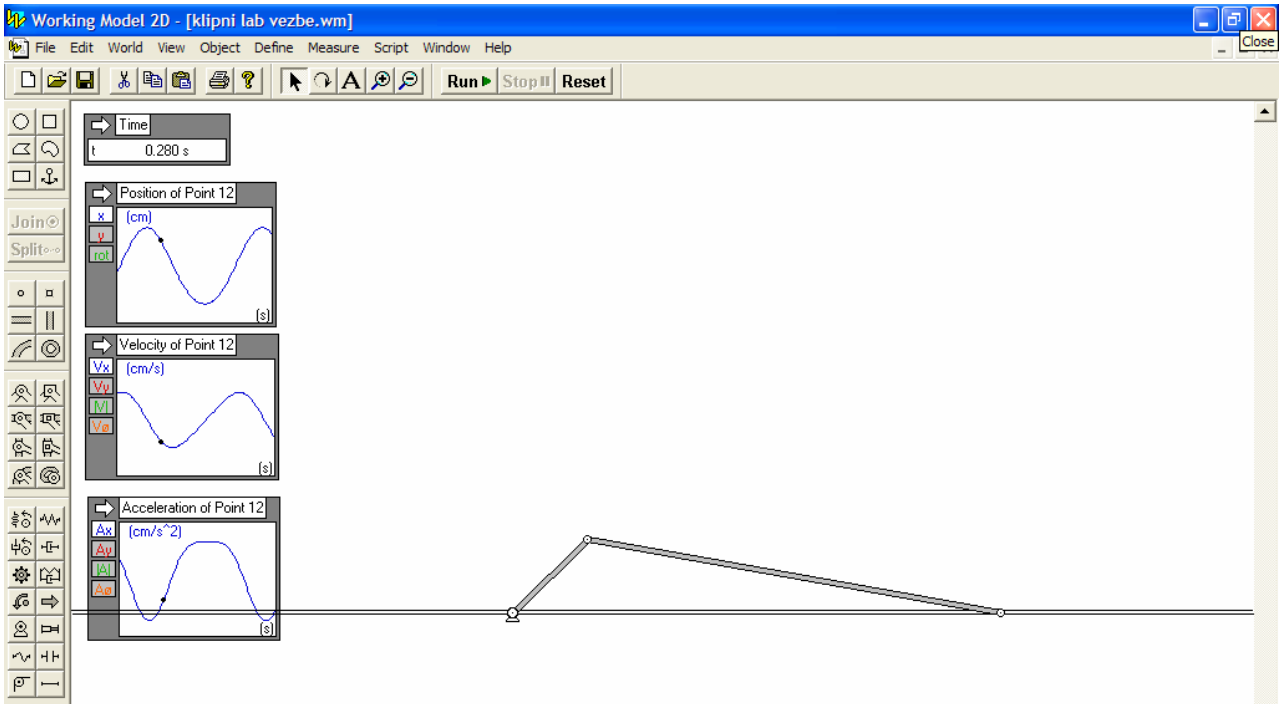 Working Model 2D - [klipni lab vezbe.wm]
Close
File Edit World View Object Define Measure Script Window Help
A Run Stop Reset
Time
t 0.280 s
Join
Split
Position of Point 12
x (cm)
y
rot
(s)
Velocity of Point 12
Vx (cm/s)
Vy
|V|
Vø
(s)
Acceleration of Point 12
Ax (cm/s^2)
Ay
|A|
Aø
(s)